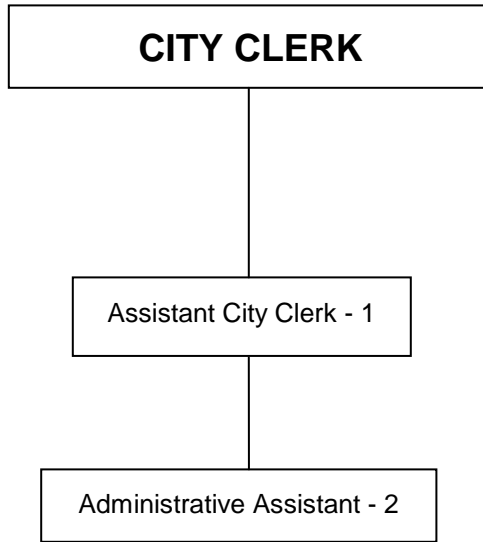 CITY CLERK
Assistant City Clerk - 1
Administrative Assistant - 2